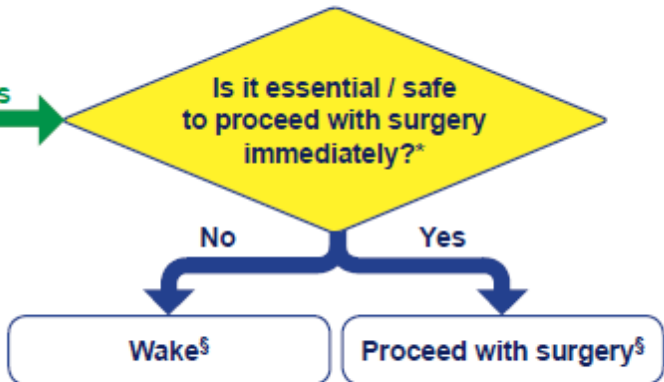 s
Is it essential / safe
to proceed with surgery
immediately?*
No
Yes
Wake§
Proceed with surgery§